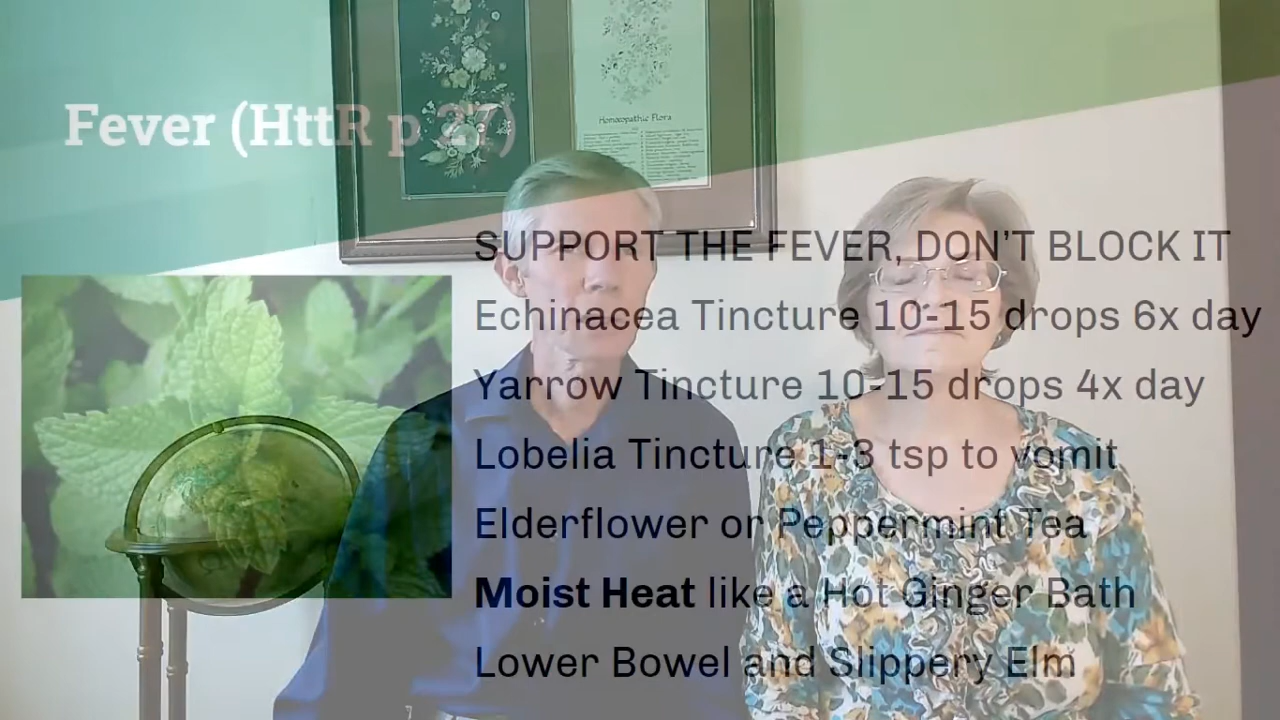 Homœopathic Flora
Fever (HttR p 27)
SUPPORT THE FEVER, DON'T BLOCK IT
Echinacea Tincture 10-15 drops 6x day
Yarrow Tincture 10-15 drops 4x day
Lobelia Tincture 1-3 tsp to vomit
Elderflower or Peppermint Tea
Moist Heat like a Hot Ginger Bath
Lower Bowel and Slippery Elm